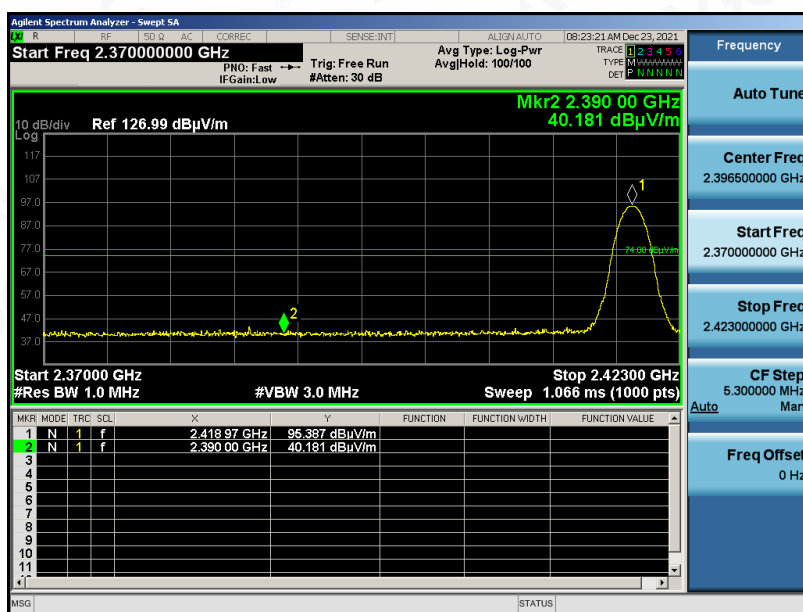 Agilent Spectrum Analyzer - Swept SA
LXI R RF 50 Ω AC CORREC SENSE:INT ALIGN AUTO 08:23:21 AM Dec 23, 2021
Start Freq 2.370000000 GHz
PNO: Fast
IFGain:Low
Trig: Free Run
#Atten: 30 dB
Avg Type: Log-Pwr
Avg|Hold: 100/100
TRACE 1 2 3 4 5 6
TYPE M
DET P N N N N N
Mkr2 2.390 00 GHz
40.181 dBµV/m
10 dB/div Ref 126.99 dBµV/m
Log
117
107
97.0
87.0
77.0
67.0
57.0
47.0
37.0
1
74.00 dBµV/m
2
Start 2.37000 GHz Stop 2.42300 GHz
#Res BW 1.0 MHz #VBW 3.0 MHz Sweep 1.066 ms (1000 pts)
MKR MODE TRC SCL X Y FUNCTION FUNCTION WIDTH FUNCTION VALUE
1 N 1 f 2.418 97 GHz 95.387 dBµV/m
2 N 1 f 2.390 00 GHz 40.181 dBµV/m
3
4
5
6
7
8
9
10
11
MSG STATUS
Frequency
Auto Tune
Center Freq
2.396500000 GHz
Start Freq
2.370000000 GHz
Stop Freq
2.423000000 GHz
CF Step
5.300000 MHz
Auto Man
Freq Offset
0 Hz